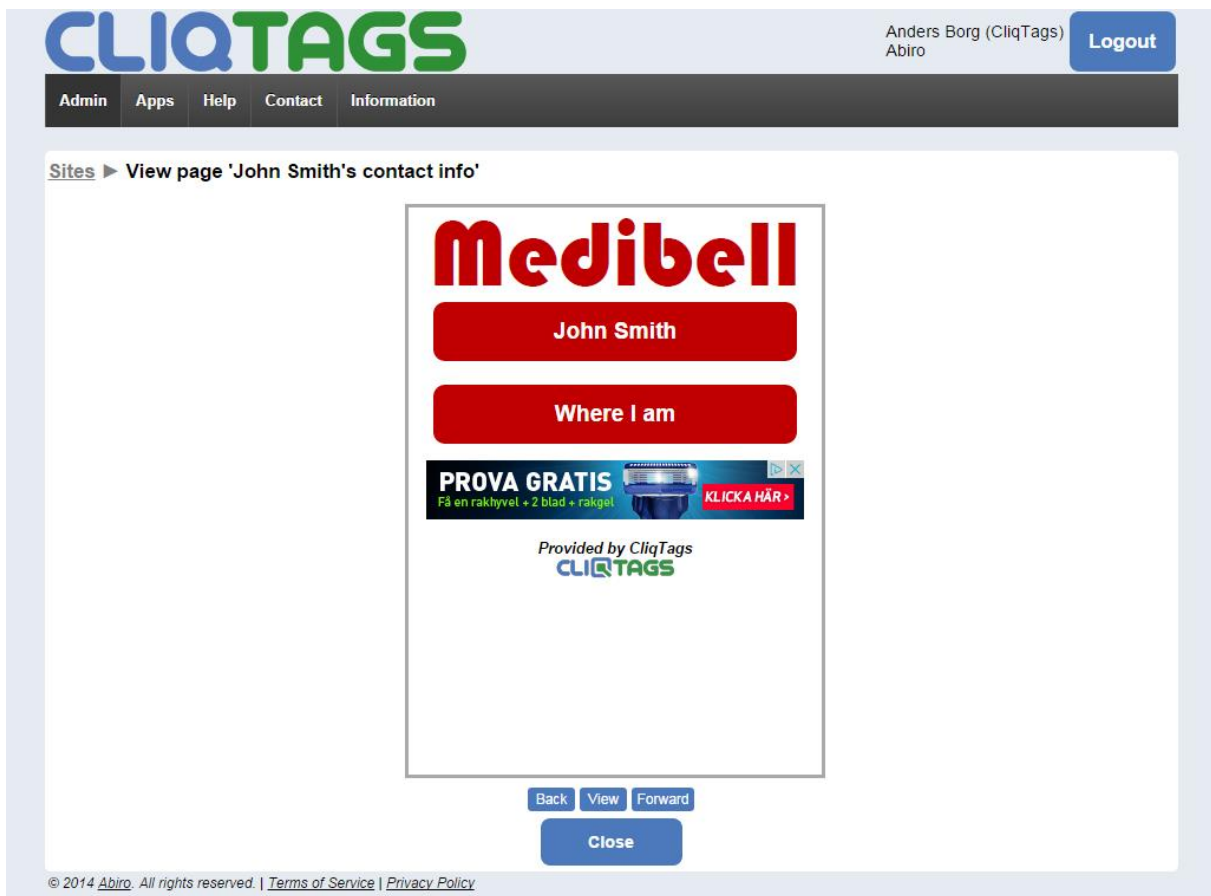 CLIQTAGS
Anders Borg (CliqTags)
Abiro
Logout
Admin Apps Help Contact Information
Sites ► View page 'John Smith's contact info'
Medibell
John Smith
Where I am
PROVA GRATIS
Få en rakhyvel + 2 blad + rakgel
KLICKA HÄR ›
Provided by CliqTags
CLIQTAGS
Back View Forward
Close
© 2014 Abiro. All rights reserved. | Terms of Service | Privacy Policy